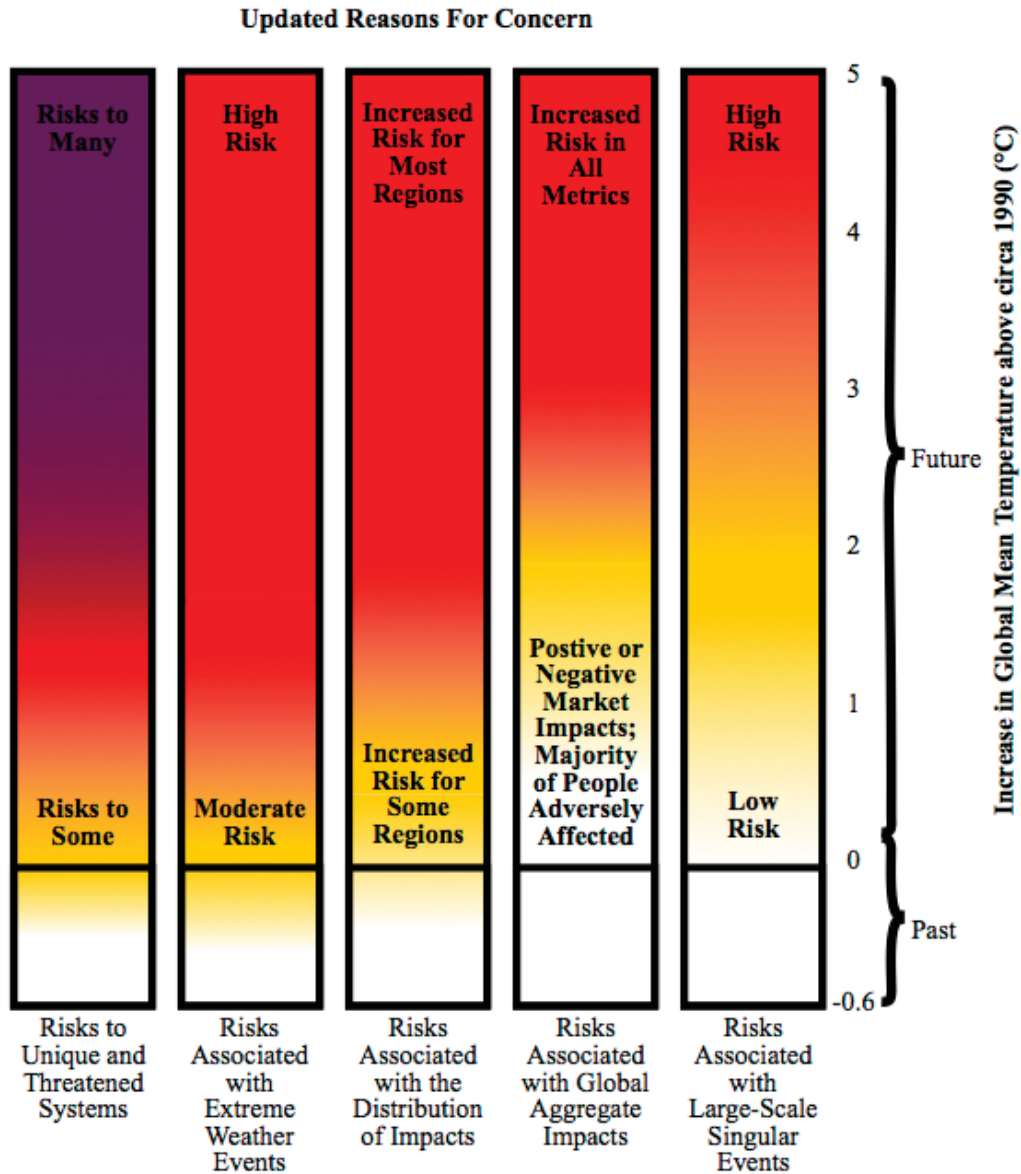 Updated Reasons For Concern
Risks to
Many
High
Risk
Increased
Risk for
Most
Regions
Increased
Risk in
All
Metrics
High
Risk
Risks to
Some
Moderate
Risk
Increased
Risk for
Some
Regions
Postive or
Negative
Market
Impacts;
Majority
of People
Adversely
Affected
Low
Risk
5
4
3
2
1
0
-0.6
Future
Past
Increase in Global Mean Temperature above circa 1990 (°C)
Risks to
Unique and
Threatened
Systems
Risks
Associated
with
Extreme
Weather
Events
Risks
Associated
with the
Distribution
of Impacts
Risks
Associated
with Global
Aggregate
Impacts
Risks
Associated
with
Large-Scale
Singular
Events